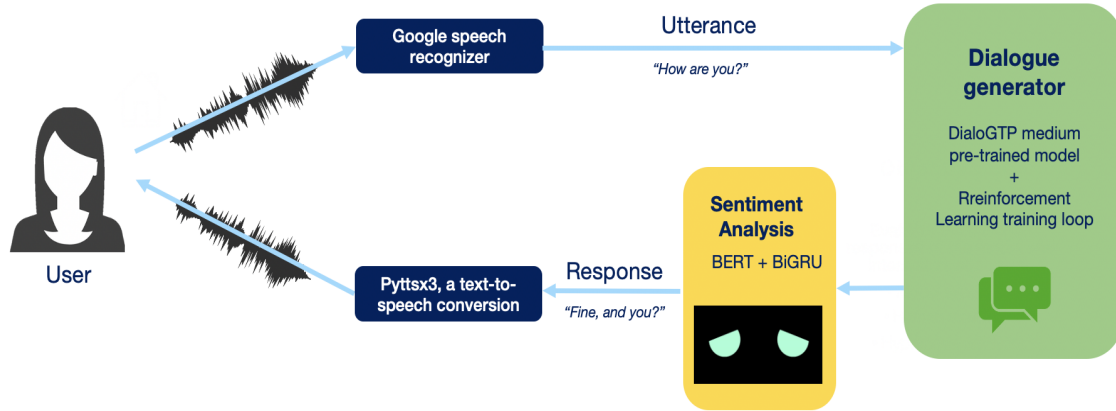 Google speech
recognizer
Utterance
“How are you?”
Dialogue
generator
DialoGTP medium
pre-trained model
+
Rreinforcement
Learning training loop
Sentiment
Analysis
BERT + BiGRU
Response
“Fine, and you?”
Pyttsx3, a text-to-
speech conversion
User